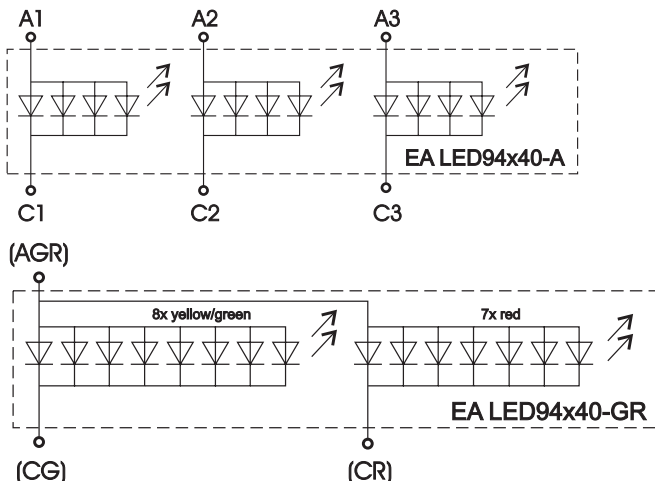 A1 A2 A3
EA LED94x40-A
C1 C2 C3
(AGR)
8x yellow/green 7x red
EA LED94x40-GR
(CG) (CR)